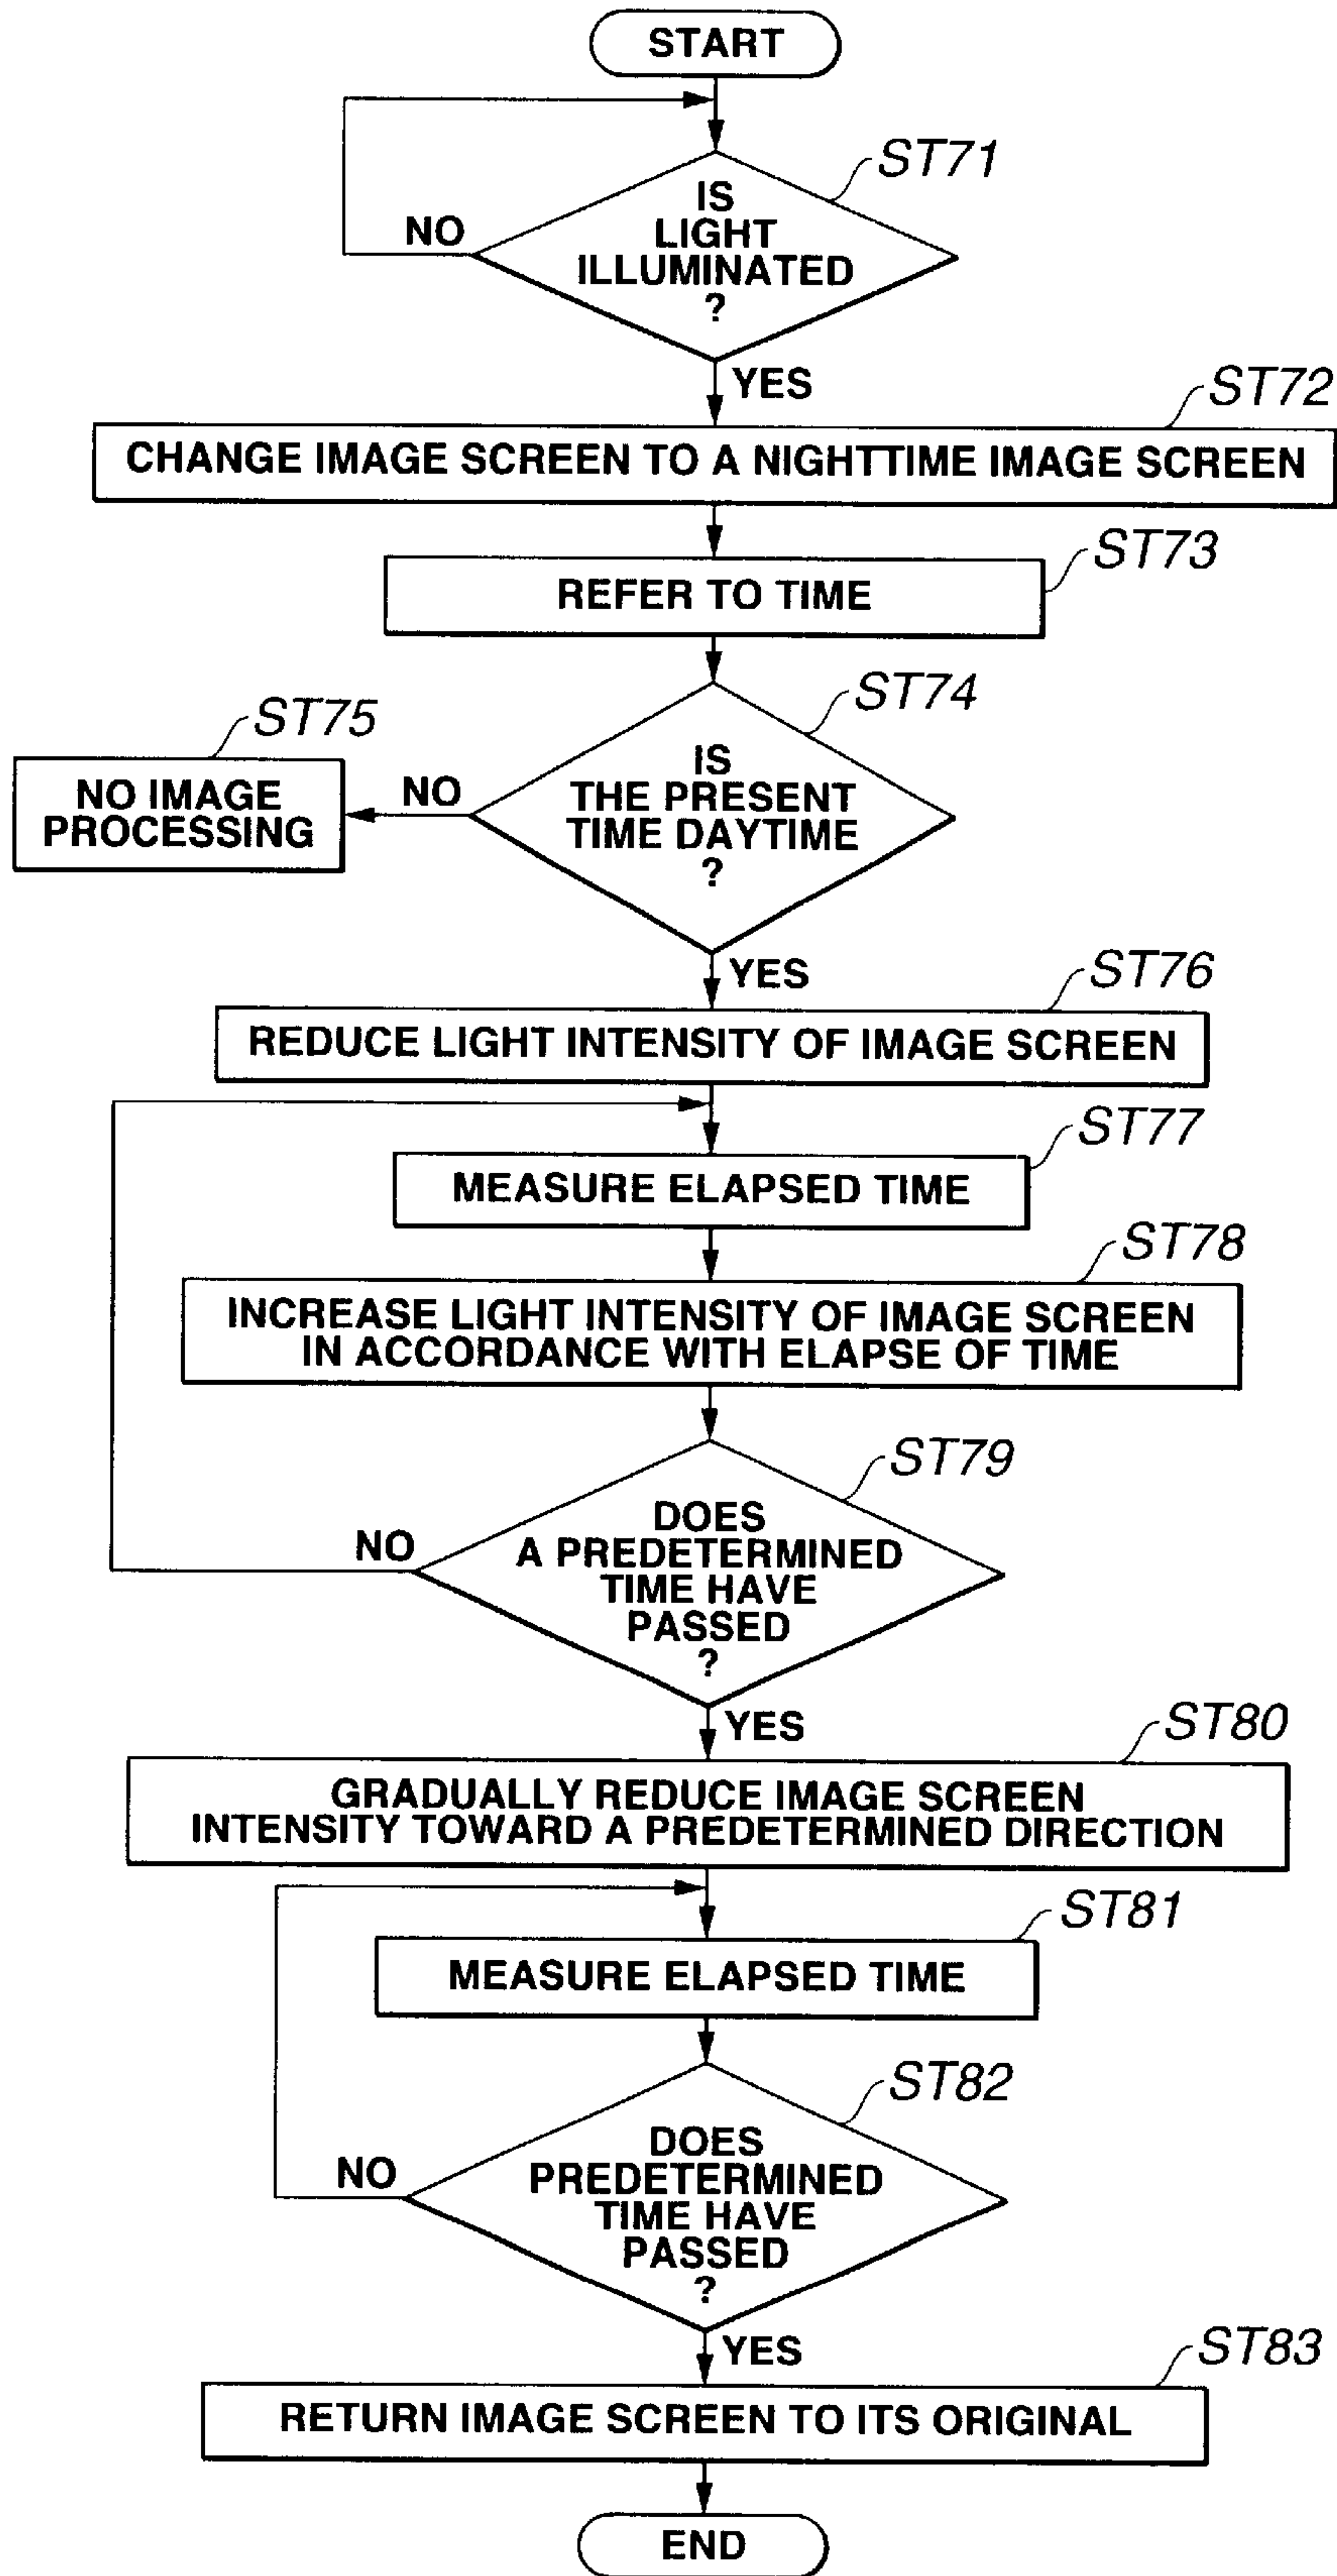 START
ST71
IS
LIGHT
ILLUMINATED
?
NO
YES
ST72
CHANGE IMAGE SCREEN TO A NIGHTTIME IMAGE SCREEN
ST73
REFER TO TIME
ST74
IS
THE PRESENT
TIME DAYTIME
?
NO
ST75
NO IMAGE
PROCESSING
YES
ST76
REDUCE LIGHT INTENSITY OF IMAGE SCREEN
ST77
MEASURE ELAPSED TIME
ST78
INCREASE LIGHT INTENSITY OF IMAGE SCREEN
IN ACCORDANCE WITH ELAPSE OF TIME
ST79
DOES
A PREDETERMINED
TIME HAVE
PASSED
?
NO
YES
ST80
GRADUALLY REDUCE IMAGE SCREEN
INTENSITY TOWARD A PREDETERMINED DIRECTION
ST81
MEASURE ELAPSED TIME
ST82
DOES
PREDETERMINED
TIME HAVE
PASSED
?
NO
YES
ST83
RETURN IMAGE SCREEN TO ITS ORIGINAL
END